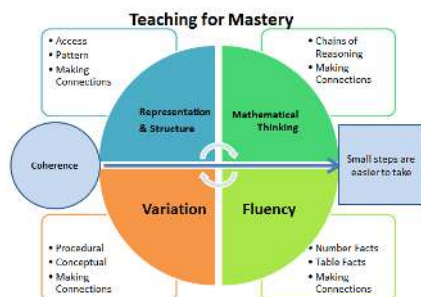 Teaching for Mastery
• Access
• Pattern
• Making
Connections
• Chains of
Reasoning
• Making
Connections
Representation
& Structure
Mathematical
Thinking
Coherence
Small steps are
easier to take
Variation
Fluency
• Procedural
• Conceptual
• Making
Connections
• Number Facts
• Table Facts
• Making
Connections